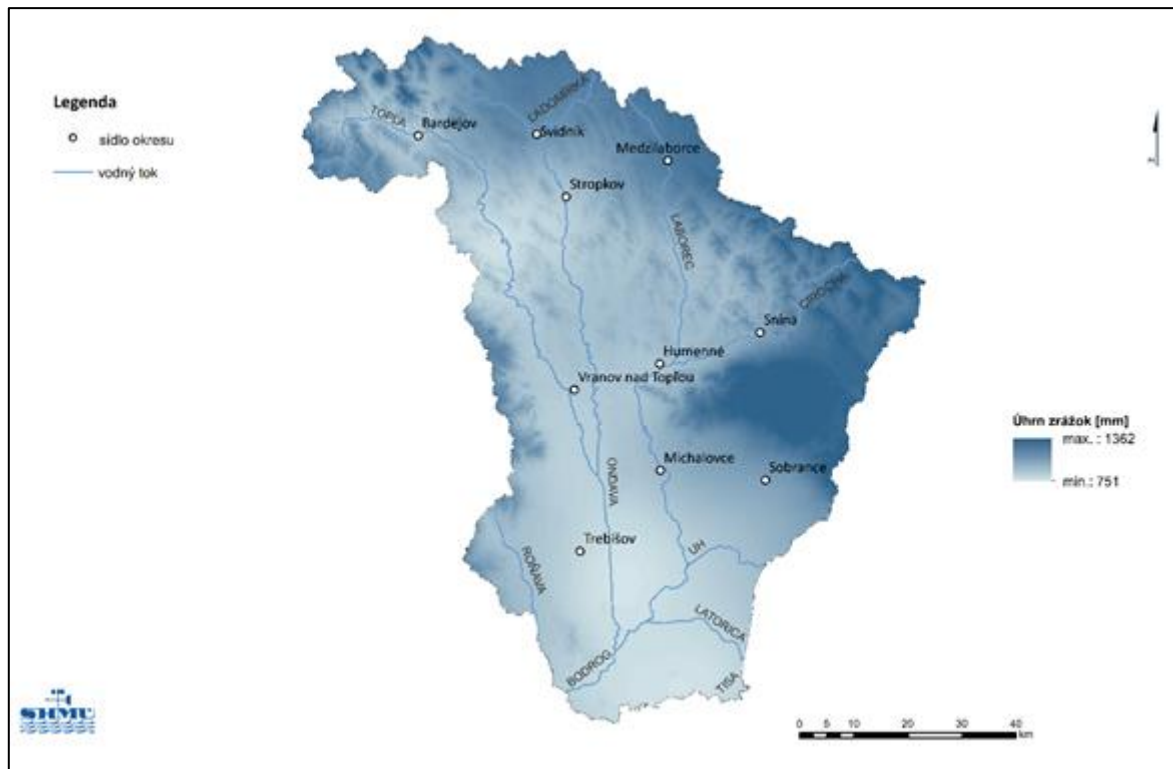 Legenda
sídlo okresu
vodný tok
TOPĽA
Bardejov
LADOMIRKA
Svidník
Medzilaborce
Stropkov
LABOREC
CIROCHA
Snina
Humenné
Vranov nad Topľou
Úhrn zrážok [mm]
max. : 1362
min.: 751
Michalovce
Sobrance
ONDAVA
Trebišov
ROŇAVA
UH
LATORICA
BODROG
TISA
SHMÚ
0 5 10 20 30 40
km